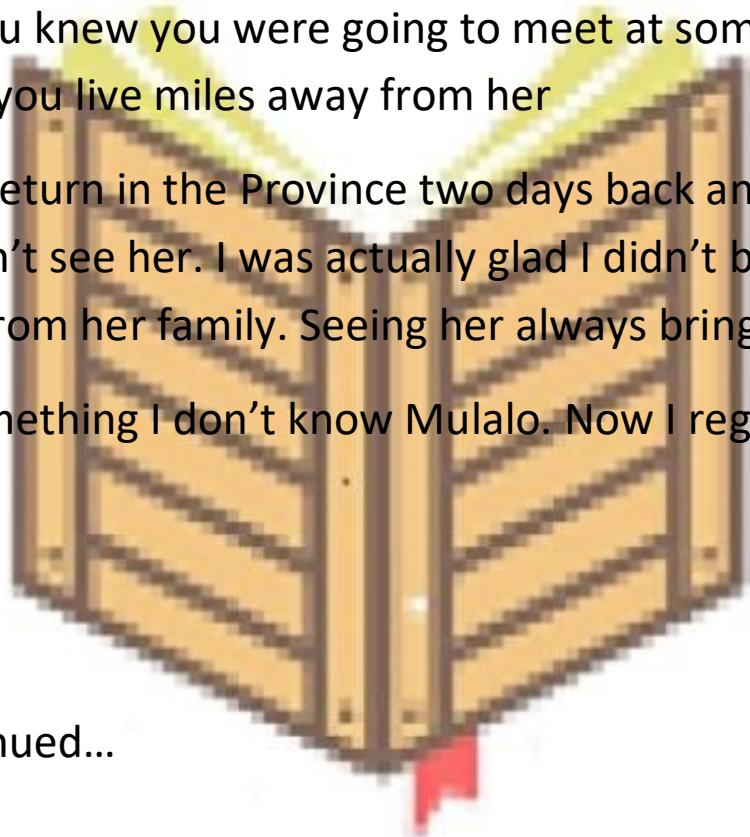 u knew you were going to meet at som
you live miles away from her
eturn in the Province two days back an
n't see her. I was actually glad I didn't b
rom her family. Seeing her always bring
nething I don't know Mulalo. Now I reg
nued...